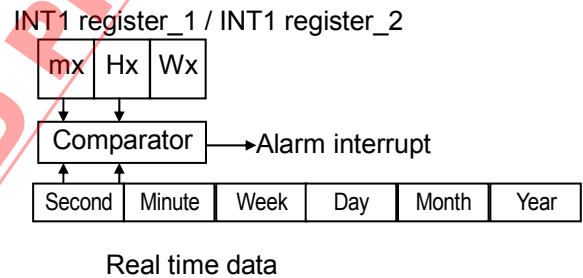 INT1 register_1 / INT1 register_2
mx Hx Wx
Comparator Alarm interrupt
Second Minute Week Day Month Year
Real time data